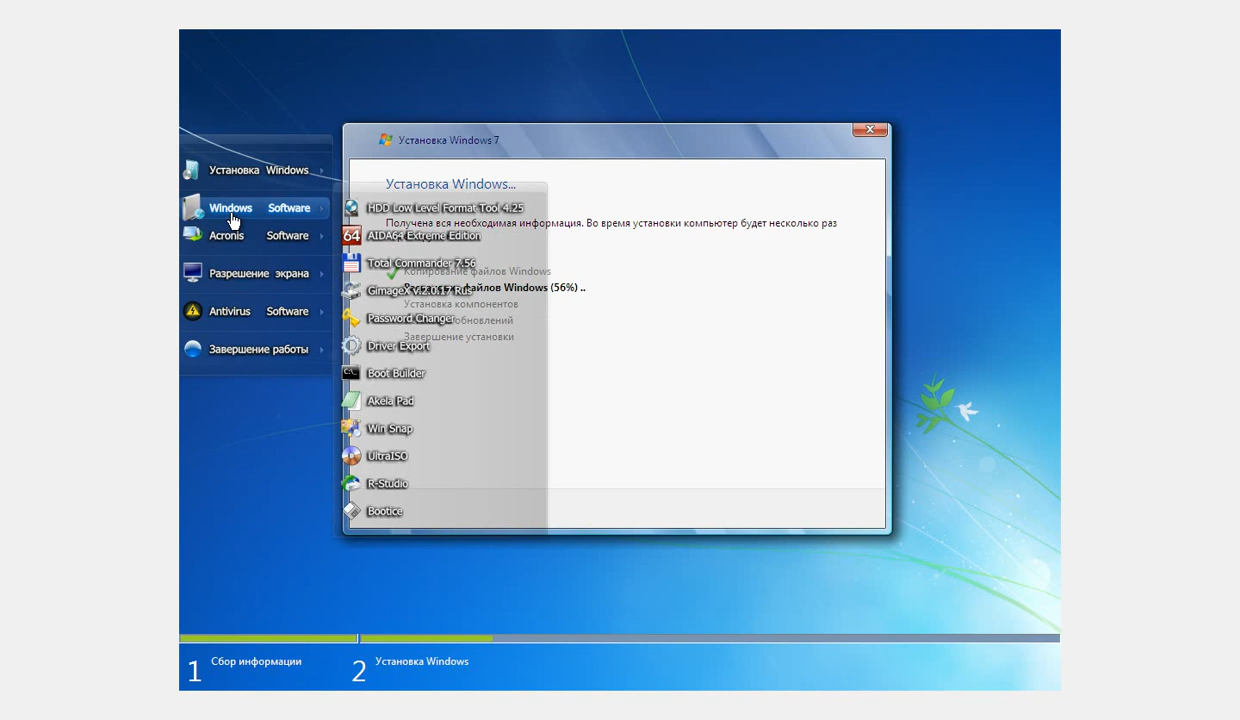 Установка Windows 7
Установка Windows
Windows Software
Acronis Software
Разрешение экрана
Antivirus Software
Завершение работы
Установка Windows...
HDD Low Level Format Tool 4.25
Получена вся необходимая информация. Во время установки компьютер будет несколько раз
64 AIDA64 Extreme Edition
Total Commander 7.56
Копирование файлов Windows
GimageX v.2.0.17 Rus
файлов Windows (56%) ..
Установка компонентов
Password Changer
обновлений
Завершение установки
Driver Export
C:\_ Boot Builder
Akela Pad
Win Snap
UltraISO
R-Studio
Bootice
1 Сбор информации
2 Установка Windows